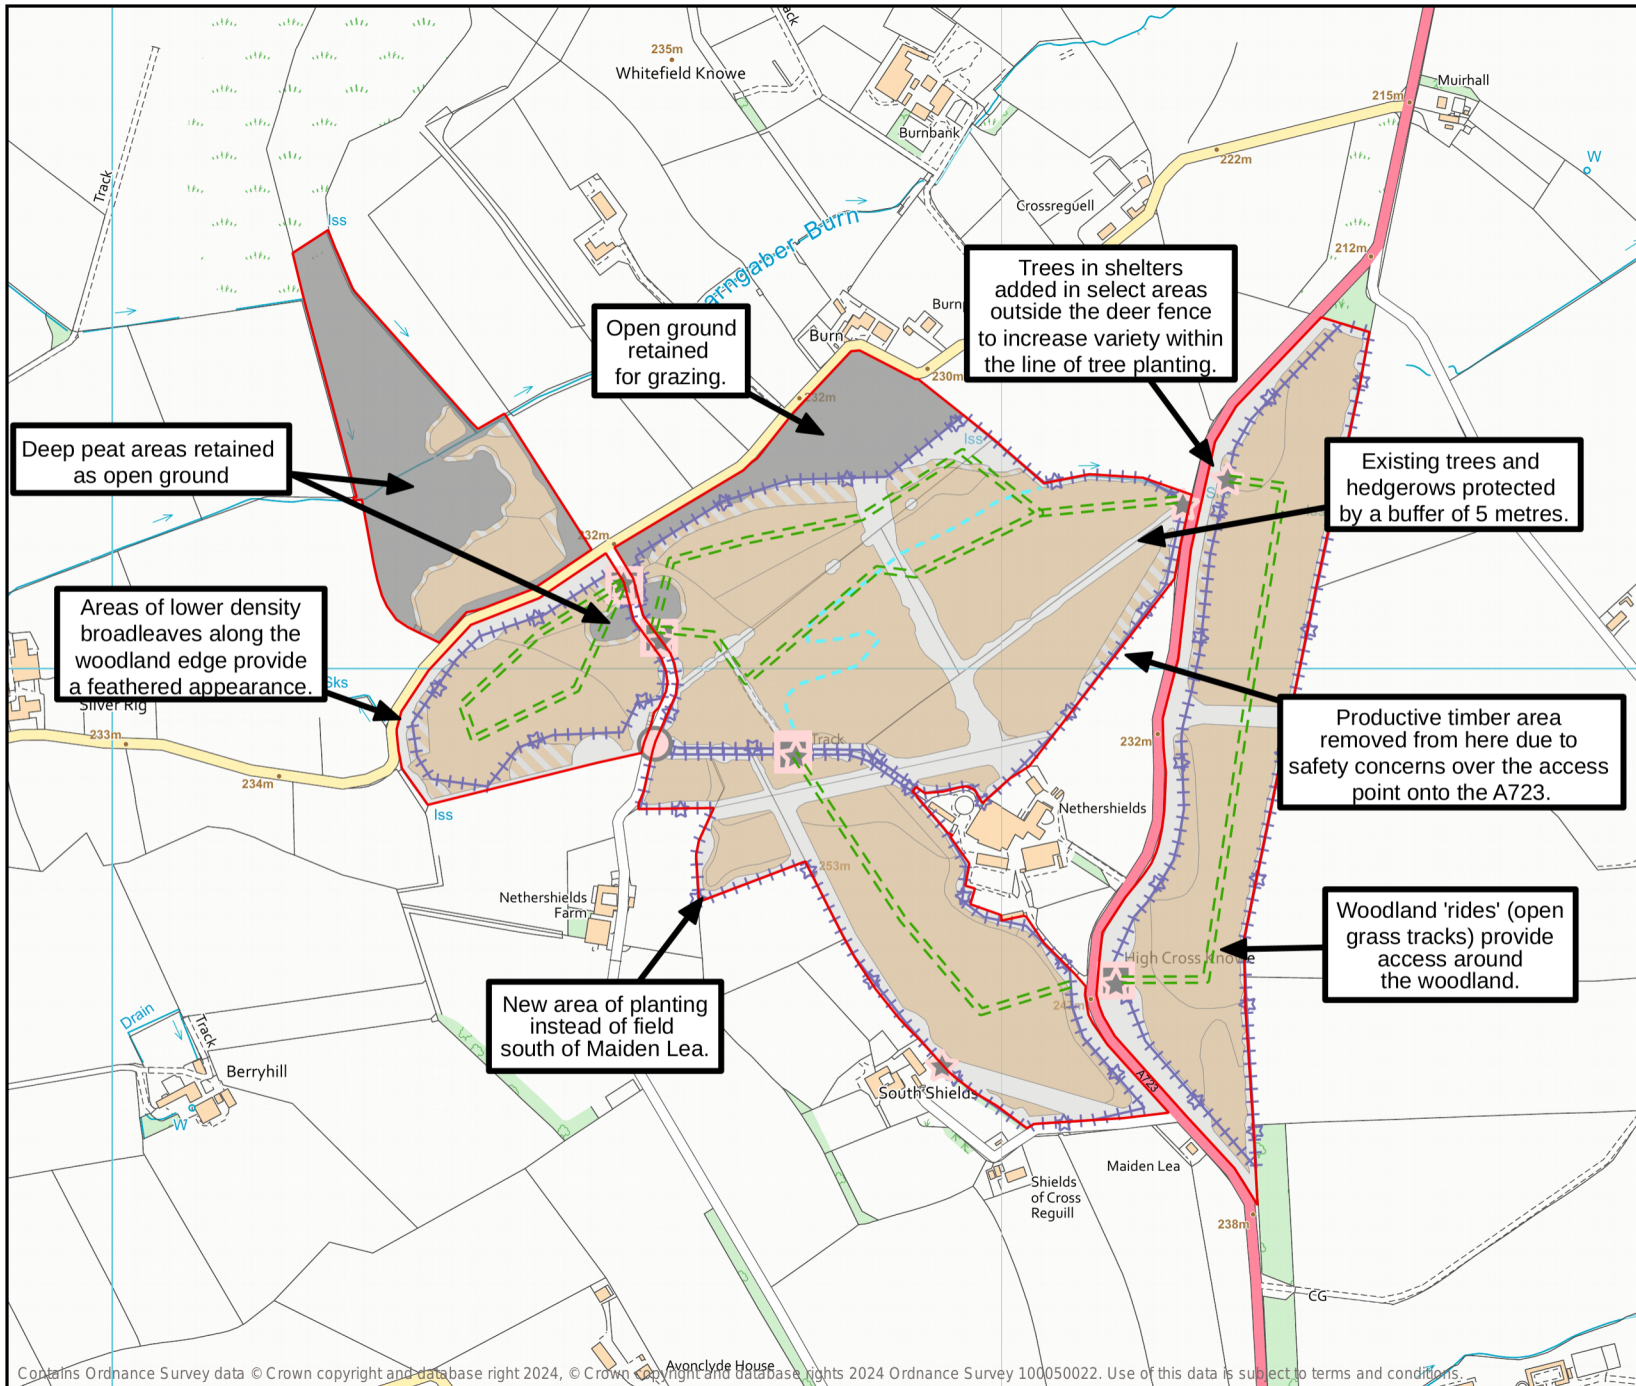 Track
235m
Whitefield Knowe
Burnbank
Muirhall
215m
222m
W
Crossreguell
Iss
212m
Burn
230m
232m
Iss
Trees in shelters
added in select areas
outside the deer fence
to increase variety within
the line of tree planting.
Open ground
retained
for grazing.
Deep peat areas retained
as open ground
Existing trees and
hedgerows protected
by a buffer of 5 metres.
232m
Areas of lower density
broadleaves along the
woodland edge provide
a feathered appearance.
Sks
Silver Rig
233m
234m
Iss
Track
232m
Productive timber area
removed from here due to
safety concerns over the access
point onto the A723.
Nethershields
253m
Nethershields
Farm
Woodland 'rides' (open
grass tracks) provide
access around
the woodland.
High Cross Knowe
New area of planting
instead of field
south of Maiden Lea.
Drain
Track
Berryhill
W
A723
South Shields
Maiden Lea
Shields
of Cross
Reguill
238m
CG
Avonclyde House
Contains Ordnance Survey data © Crown copyright and database right 2024, © Crown copyright and database rights 2024 Ordnance Survey 100050022. Use of this data is subject to terms and conditions.